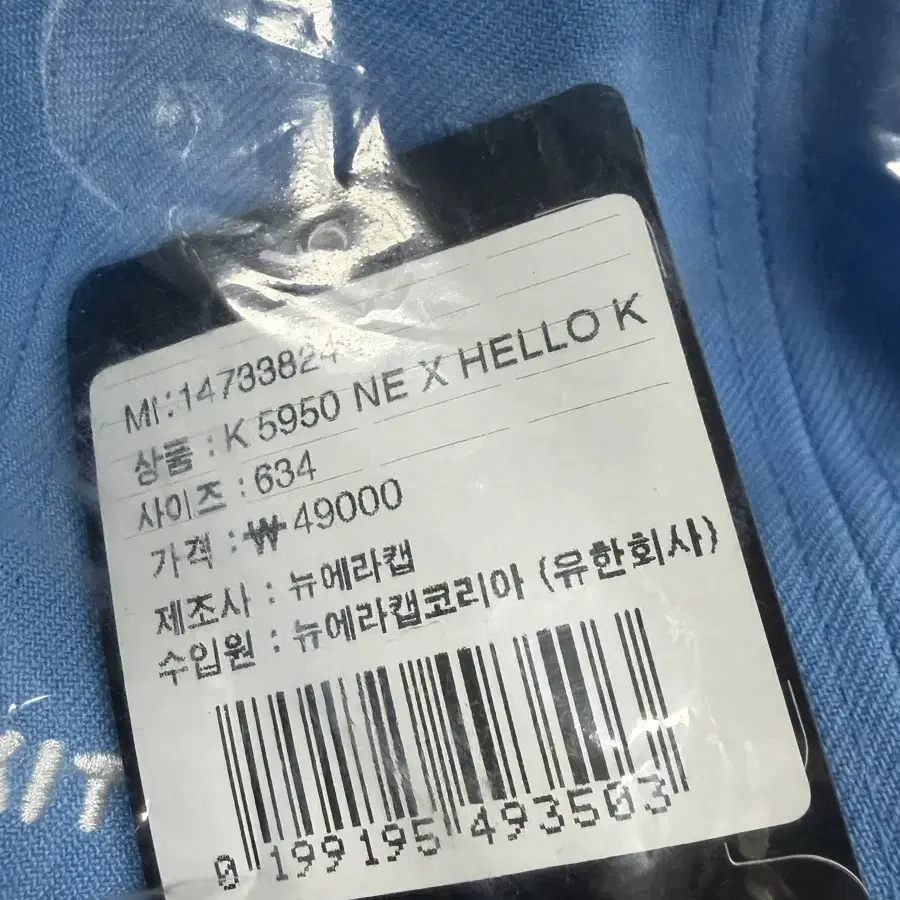 MI:14733824
상품 : K 5950 NE X HELLO K
사이즈 : 634
가격 : ₩ 49000
제조사 : 뉴에라캡
수입원 : 뉴에라캡코리아 (유한회사)
0 199195 493503
IT